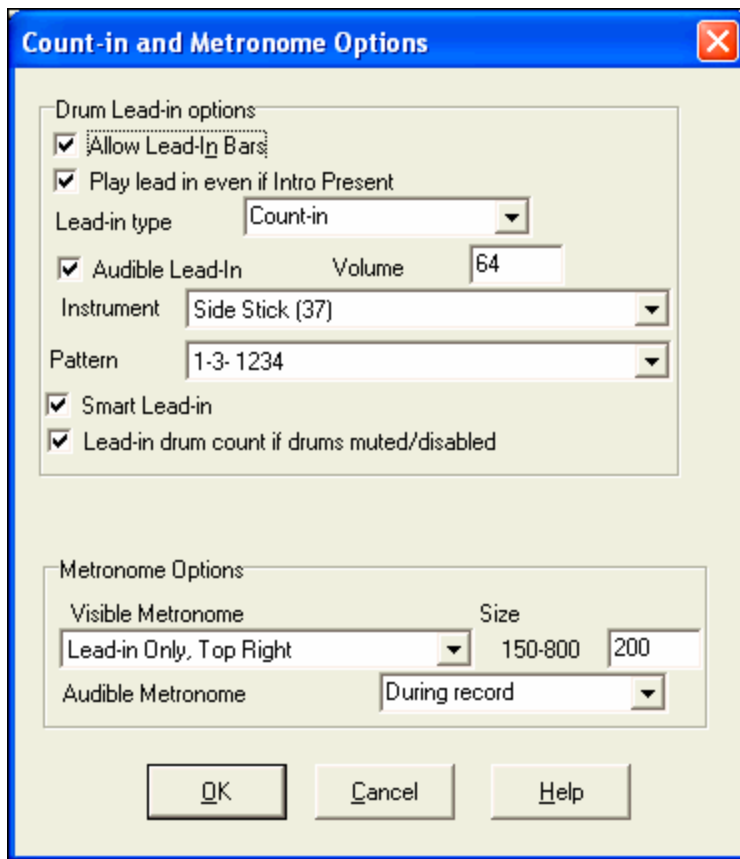 Count-in and Metronome Options
Drum Lead-in options
Allow Lead-In Bars
Play lead in even if Intro Present
Lead-in type Count-in
Audible Lead-In Volume 64
Instrument Side Stick (37)
Pattern 1-3- 1234
Smart Lead-in
Lead-in drum count if drums muted/disabled
Metronome Options
Visible Metronome Size
Lead-in Only, Top Right 150-800 200
Audible Metronome During record
OK Cancel Help